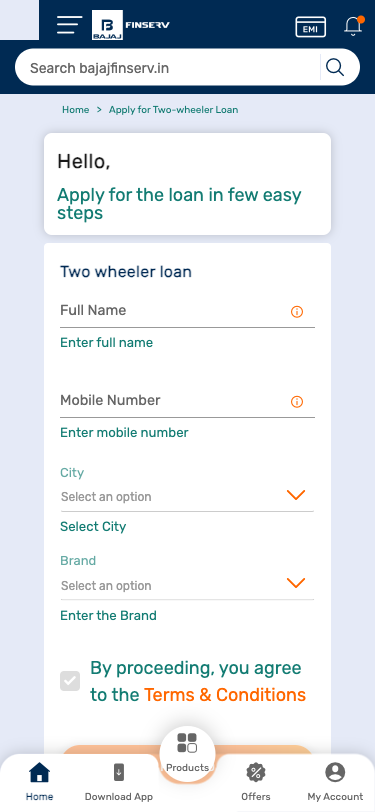 B
BAJAJ
FINSERV
EMI
Search bajajfinserv.in
Home > Apply for Two-wheeler Loan
Hello,
Apply for the loan in few easy
steps
Two wheeler loan
Full Name
Enter full name
Mobile Number
Enter mobile number
City
Select an option
Select City
Brand
Select an option
Enter the Brand
By proceeding, you agree
to the Terms & Conditions
Home
Download App
Products
Offers
My Account